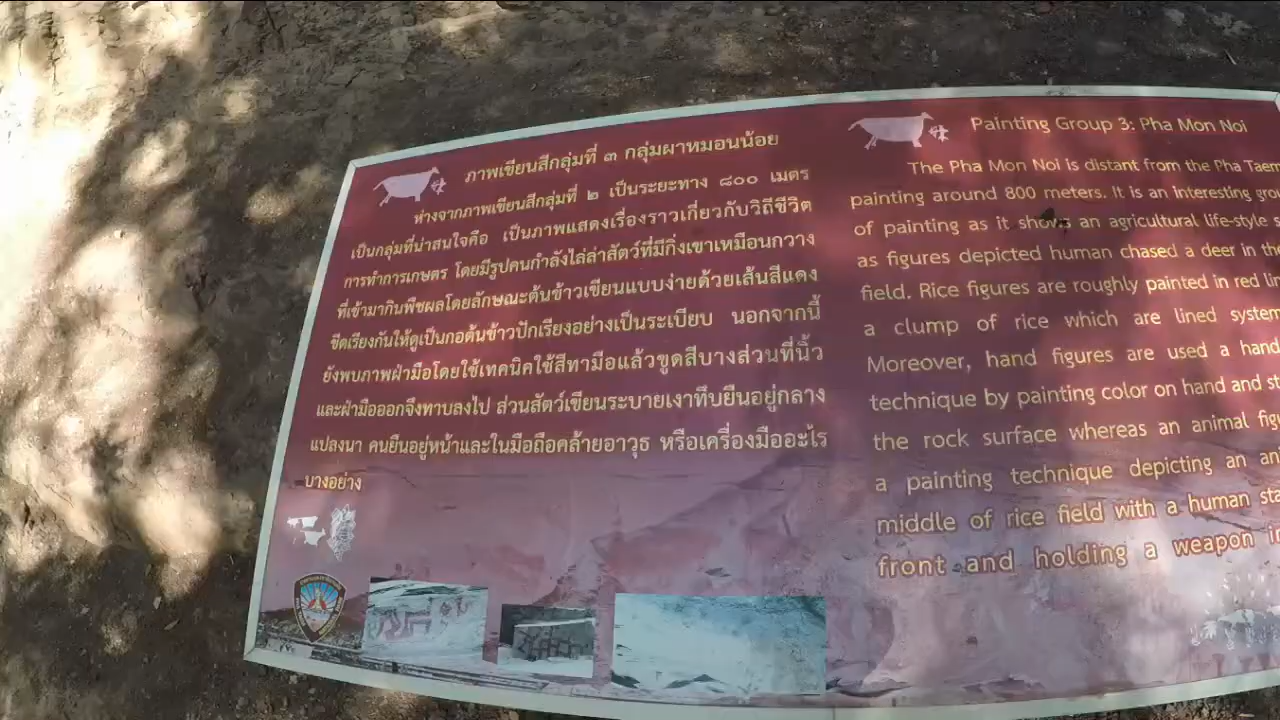 ภาพเขียนสีกลุ่มที่ ๓ กลุ่มผาหมอนน้อย
ห่างจากภาพเขียนสีกลุ่มที่ ๒ เป็นระยะทาง ๘๐๐ เมตร
เป็นกลุ่มที่น่าสนใจคือ เป็นภาพแสดงเรื่องราวเกี่ยวกับวิถีชีวิต
การทำการเกษตร โดยมีรูปคนกำลังไล่ล่าสัตว์ที่มีกิ่งเขาเหมือนกวาง
ที่เข้ามากินพืชผลโดยลักษณะต้นข้าวเขียนแบบง่ายด้วยเส้นสีแดง
ขีดเรียงกันให้ดูเป็นกอต้นข้าวปักเรียงอย่างเป็นระเบียบ นอกจากนี้
ยังพบภาพฝ่ามือโดยใช้เทคนิคใช้สีทามือแล้วขูดสีบางส่วนที่นิ้ว
และฝ่ามือออกจึงทาบลงไป ส่วนสัตว์เขียนระบายเงาทึบยืนอยู่กลาง
แปลงนา คนยืนอยู่หน้าและในมือถือคล้ายอาวุธ หรือเครื่องมืออะไร
บางอย่าง
Painting Group 3: Pha Mon Noi
The Pha Mon Noi is distant from the Pha Taem
painting around 800 meters. It is an interesting
of painting as it shows an agricultural life-style
as figures depicted human chased a deer in the
field. Rice figures are roughly painted in red
a clump of rice which are lined
Moreover, hand figures are used a hand
technique by painting color on hand and
the rock surface whereas an animal
a painting technique depicting an
middle of rice field with a human
front and holding a weapon